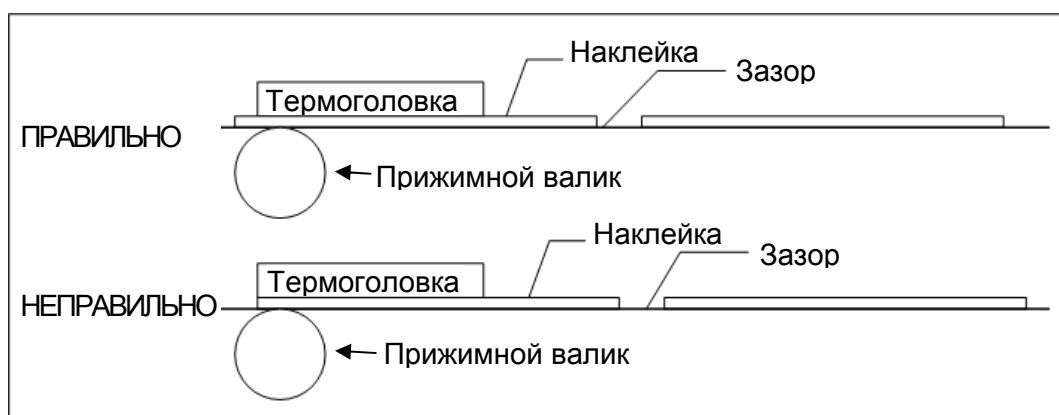 Наклейка
Зазор
Термоголовка
ПРАВИЛЬНО
Прижимной валик
Наклейка
Зазор
Термоголовка
НЕПРАВИЛЬНО
Прижимной валик